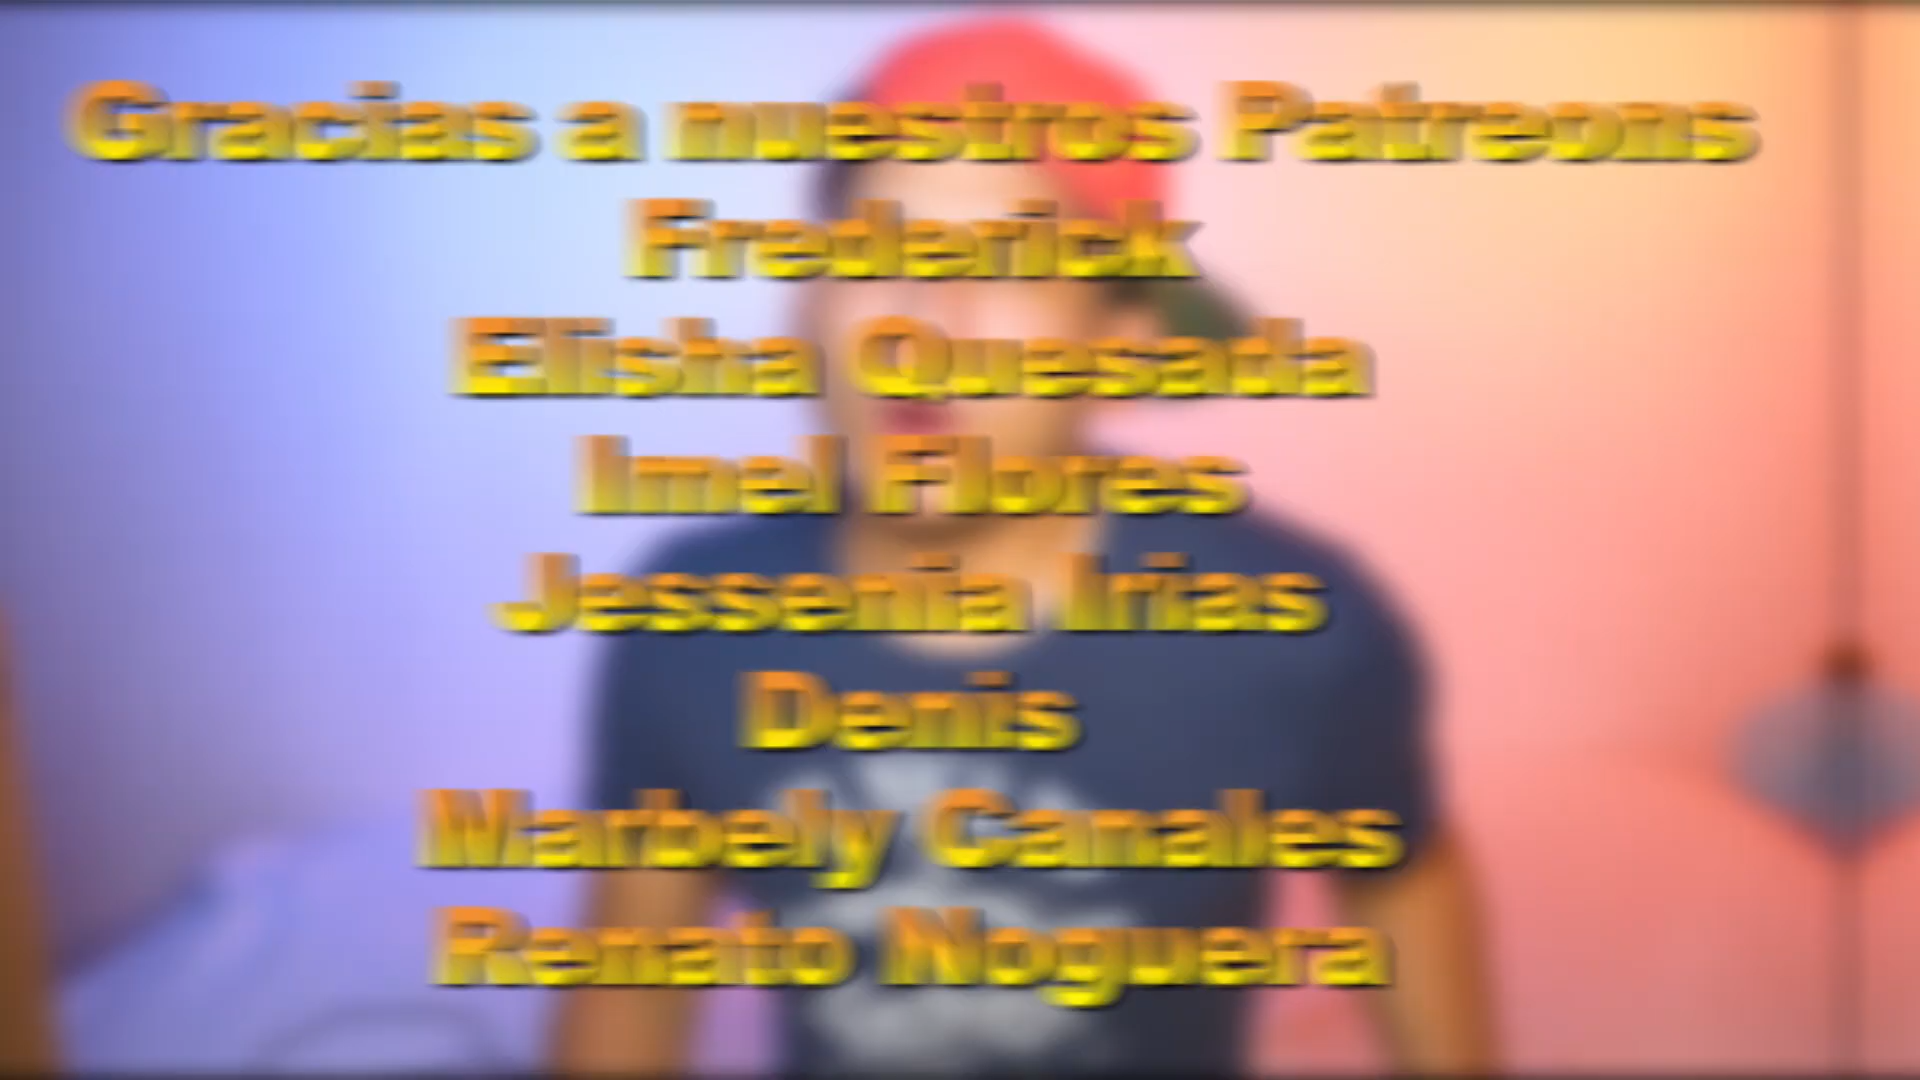 Gracias a nuestros Patreons
Frederick
Elisha Quesada
Imel Flores
Jessenia Irias
Denis
Marbely Canales
Renato Noguera